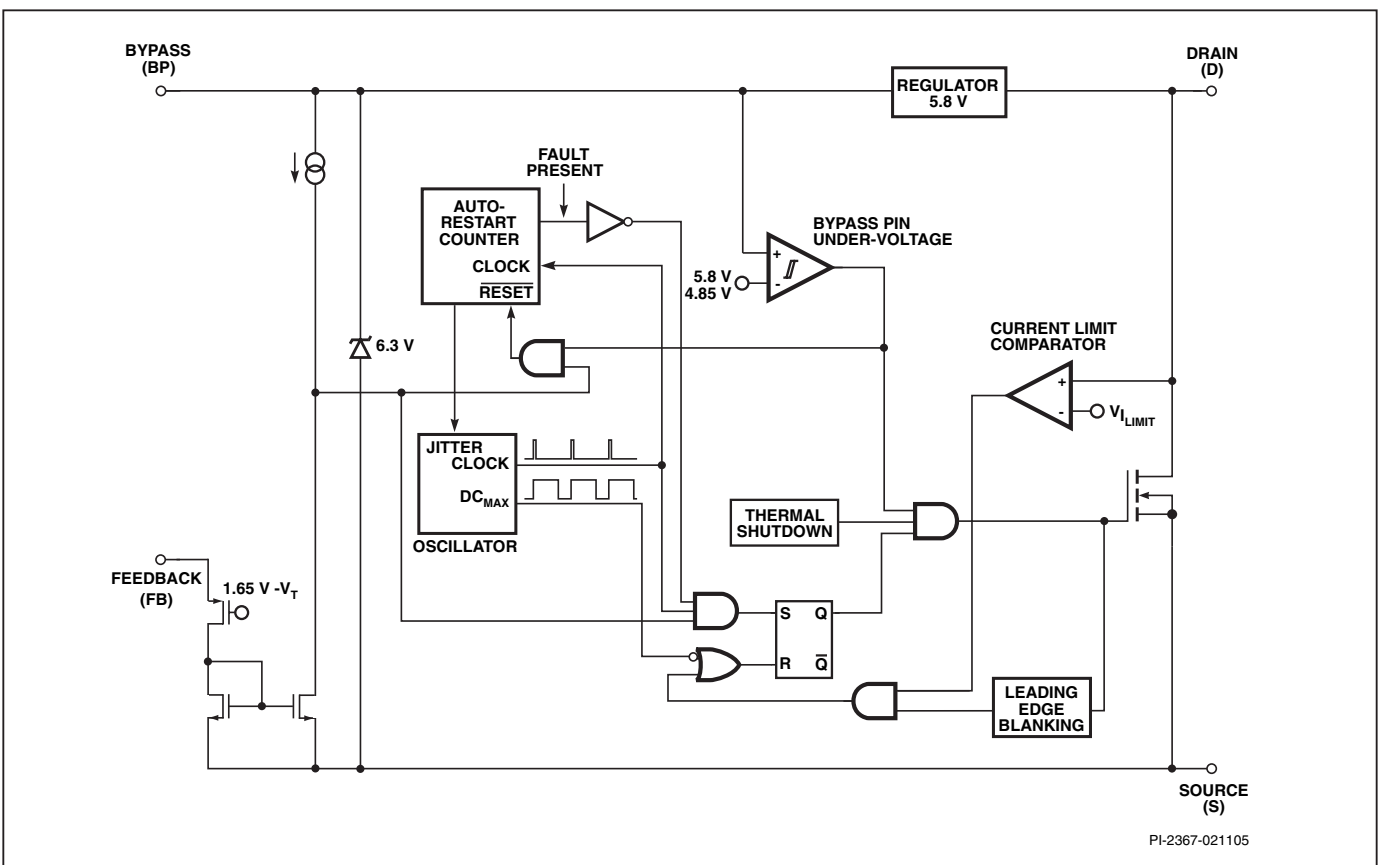 BYPASS
(BP)
DRAIN
(D)
REGULATOR
5.8 V
FAULT
PRESENT
AUTO-
RESTART
COUNTER
CLOCK
RESET
BYPASS PIN
UNDER-VOLTAGE
+
-
5.8 V
4.85 V
CURRENT LIMIT
COMPARATOR
+
-
VILIMIT
6.3 V
JITTER
CLOCK
DCMAX
OSCILLATOR
THERMAL
SHUTDOWN
FEEDBACK
(FB)
1.65 V -VT
S Q
R Q
LEADING
EDGE
BLANKING
SOURCE
(S)
PI-2367-021105